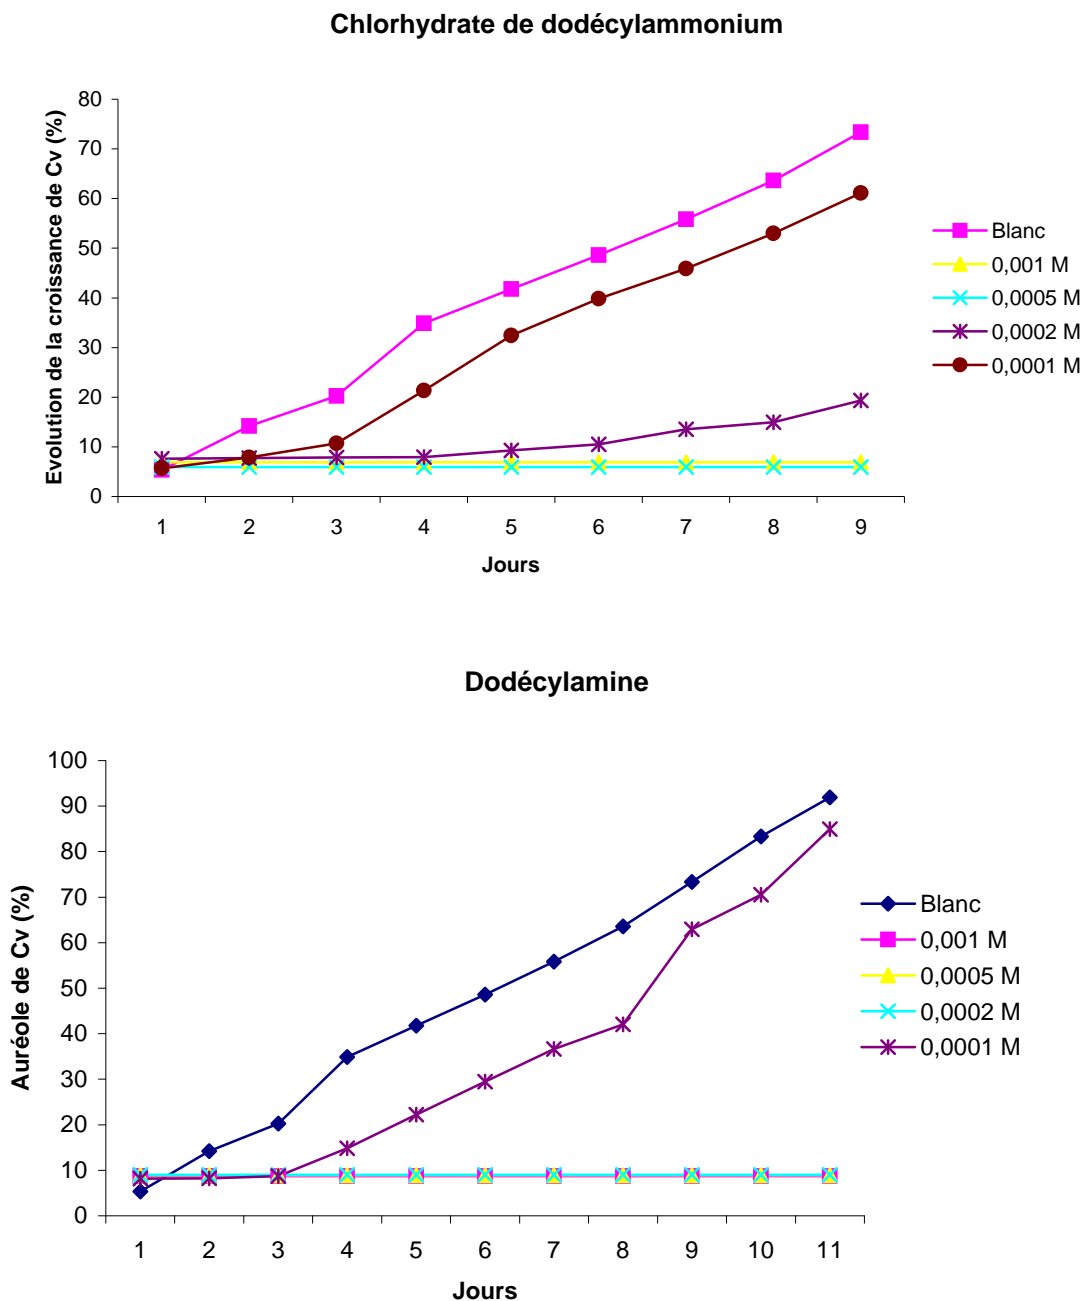 Chlorhydrate de dodécylammonium
Evolution de la croissance de Cv (%)
80
70
60
50
40
30
20
10
0
1 2 3 4 5 6 7 8 9
Jours
Blanc
0,001 M
0,0005 M
0,0002 M
0,0001 M
Dodécylamine
Auréole de Cv (%)
100
90
80
70
60
50
40
30
20
10
0
1 2 3 4 5 6 7 8 9 10 11
Jours
Blanc
0,001 M
0,0005 M
0,0002 M
0,0001 M